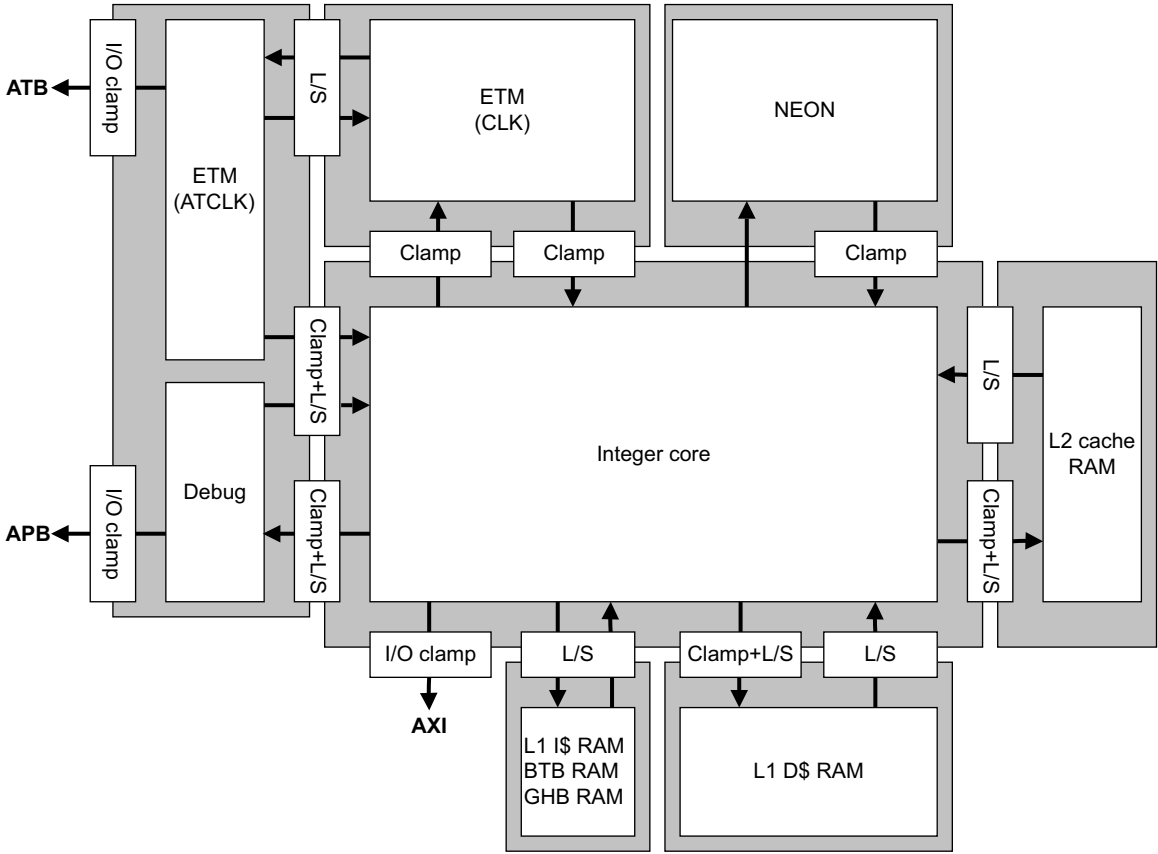 ATB
I/O clamp
ETM
(ATCLK)
L/S
ETM
(CLK)
NEON
Clamp
Clamp
Clamp
Clamp+L/S
L/S
Integer core
L2 cache
RAM
Debug
APB
I/O clamp
Clamp+L/S
Clamp+L/S
I/O clamp
L/S
Clamp+L/S
L/S
AXI
L1 I$ RAM
BTB RAM
GHB RAM
L1 D$ RAM